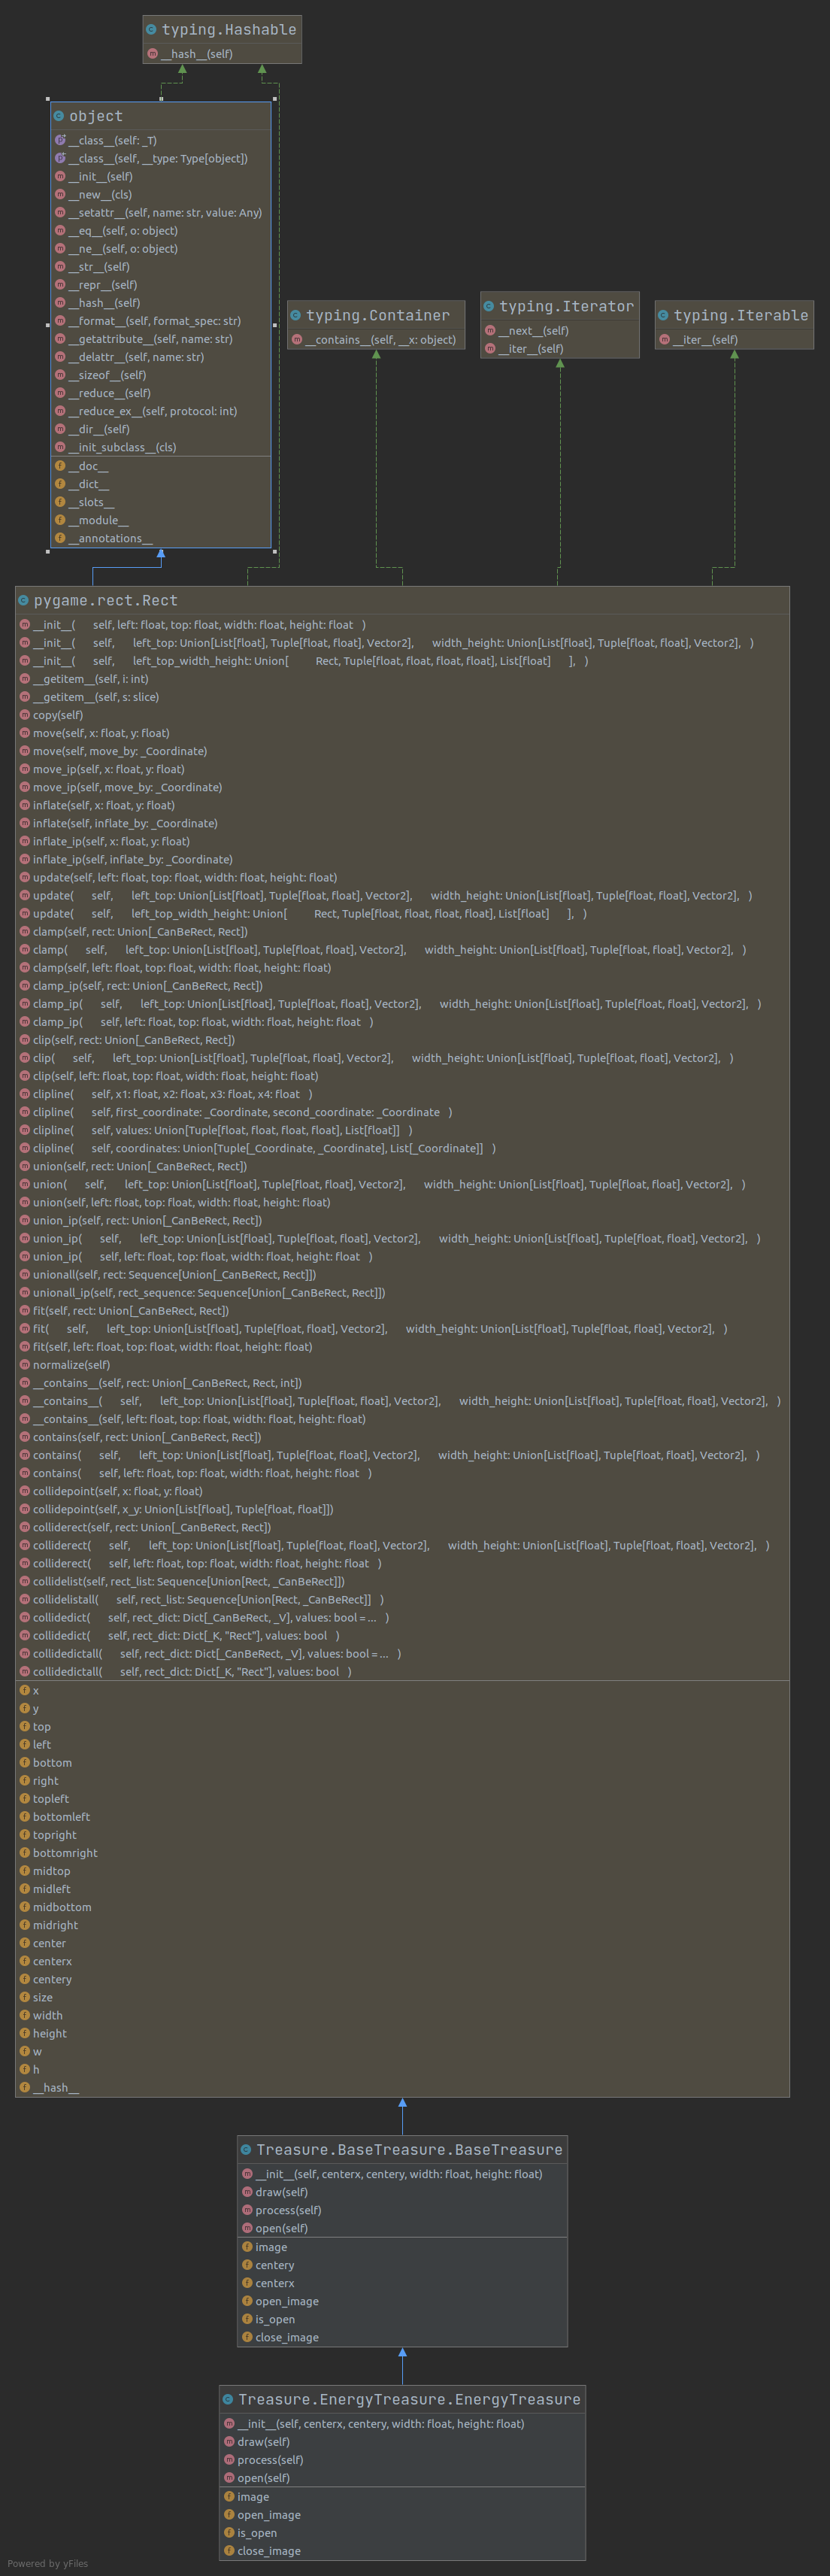 typing.Hashable
__hash__(self)
object
__class__(self: _T)
__class__(self, __type: Type[object])
__init__(self)
__new__(cls)
__setattr__(self, name: str, value: Any)
__eq__(self, o: object)
__ne__(self, o: object)
__str__(self)
__repr__(self)
__hash__(self)
__format__(self, format_spec: str)
__getattribute__(self, name: str)
__delattr__(self, name: str)
__sizeof__(self)
__reduce__(self)
__reduce_ex__(self, protocol: int)
__dir__(self)
__init_subclass__(cls)
__doc__
__dict__
__slots__
__module__
__annotations__
typing.Container
__contains__(self, __x: object)
typing.Iterator
__next__(self)
__iter__(self)
typing.Iterable
__iter__(self)
pygame.rect.Rect
__init__( self, left: float, top: float, width: float, height: float )
__init__( self, left_top: Union[List[float], Tuple[float, float], Vector2], width_height: Union[List[float], Tuple[float, float], Vector2], )
__init__( self, left_top_width_height: Union[ Rect, Tuple[float, float, float, float], List[float] ], )
__getitem__(self, i: int)
__getitem__(self, s: slice)
copy(self)
move(self, x: float, y: float)
move(self, move_by: _Coordinate)
move_ip(self, x: float, y: float)
move_ip(self, move_by: _Coordinate)
inflate(self, x: float, y: float)
inflate(self, inflate_by: _Coordinate)
inflate_ip(self, x: float, y: float)
inflate_ip(self, inflate_by: _Coordinate)
update(self, left: float, top: float, width: float, height: float)
update( self, left_top: Union[List[float], Tuple[float, float], Vector2], width_height: Union[List[float], Tuple[float, float], Vector2], )
update( self, left_top_width_height: Union[ Rect, Tuple[float, float, float, float], List[float] ], )
clamp(self, rect: Union[_CanBeRect, Rect])
clamp( self, left_top: Union[List[float], Tuple[float, float], Vector2], width_height: Union[List[float], Tuple[float, float], Vector2], )
clamp(self, left: float, top: float, width: float, height: float)
clamp_ip(self, rect: Union[_CanBeRect, Rect])
clamp_ip( self, left_top: Union[List[float], Tuple[float, float], Vector2], width_height: Union[List[float], Tuple[float, float], Vector2], )
clamp_ip( self, left: float, top: float, width: float, height: float )
clip(self, rect: Union[_CanBeRect, Rect])
clip( self, left_top: Union[List[float], Tuple[float, float], Vector2], width_height: Union[List[float], Tuple[float, float], Vector2], )
clip(self, left: float, top: float, width: float, height: float)
clipline( self, x1: float, x2: float, x3: float, x4: float )
clipline( self, first_coordinate: _Coordinate, second_coordinate: _Coordinate )
clipline( self, values: Union[Tuple[float, float, float, float], List[float]] )
clipline( self, coordinates: Union[Tuple[_Coordinate, _Coordinate], List[_Coordinate]] )
union(self, rect: Union[_CanBeRect, Rect])
union( self, left_top: Union[List[float], Tuple[float, float], Vector2], width_height: Union[List[float], Tuple[float, float], Vector2], )
union(self, left: float, top: float, width: float, height: float)
union_ip(self, rect: Union[_CanBeRect, Rect])
union_ip( self, left_top: Union[List[float], Tuple[float, float], Vector2], width_height: Union[List[float], Tuple[float, float], Vector2], )
union_ip( self, left: float, top: float, width: float, height: float )
unionall(self, rect: Sequence[Union[_CanBeRect, Rect]])
unionall_ip(self, rect_sequence: Sequence[Union[_CanBeRect, Rect]])
fit(self, rect: Union[_CanBeRect, Rect])
fit( self, left_top: Union[List[float], Tuple[float, float], Vector2], width_height: Union[List[float], Tuple[float, float], Vector2], )
fit(self, left: float, top: float, width: float, height: float)
normalize(self)
__contains__(self, rect: Union[_CanBeRect, Rect, int])
__contains__( self, left_top: Union[List[float], Tuple[float, float], Vector2], width_height: Union[List[float], Tuple[float, float], Vector2], )
__contains__(self, left: float, top: float, width: float, height: float)
contains(self, rect: Union[_CanBeRect, Rect])
contains( self, left_top: Union[List[float], Tuple[float, float], Vector2], width_height: Union[List[float], Tuple[float, float], Vector2], )
contains( self, left: float, top: float, width: float, height: float )
collidepoint(self, x: float, y: float)
collidepoint(self, x_y: Union[List[float], Tuple[float, float]])
colliderect(self, rect: Union[_CanBeRect, Rect])
colliderect( self, left_top: Union[List[float], Tuple[float, float], Vector2], width_height: Union[List[float], Tuple[float, float], Vector2], )
colliderect( self, left: float, top: float, width: float, height: float )
collidelist(self, rect_list: Sequence[Union[Rect, _CanBeRect]])
collidelistall( self, rect_list: Sequence[Union[Rect, _CanBeRect]] )
collidedict( self, rect_dict: Dict[_CanBeRect, _V], values: bool = ... )
collidedict( self, rect_dict: Dict[_K, "Rect"], values: bool )
collidedictall( self, rect_dict: Dict[_CanBeRect, _V], values: bool = ... )
collidedictall( self, rect_dict: Dict[_K, "Rect"], values: bool )
x
y
top
left
bottom
right
topleft
bottomleft
topright
bottomright
midtop
midleft
midbottom
midright
center
centerx
centery
size
width
height
w
h
__hash__
Treasure.BaseTreasure.BaseTreasure
__init__(self, centerx, centery, width: float, height: float)
draw(self)
process(self)
open(self)
image
centery
centerx
open_image
is_open
close_image
Treasure.EnergyTreasure.EnergyTreasure
__init__(self, centerx, centery, width: float, height: float)
draw(self)
process(self)
open(self)
image
open_image
is_open
close_image
Powered by yFiles